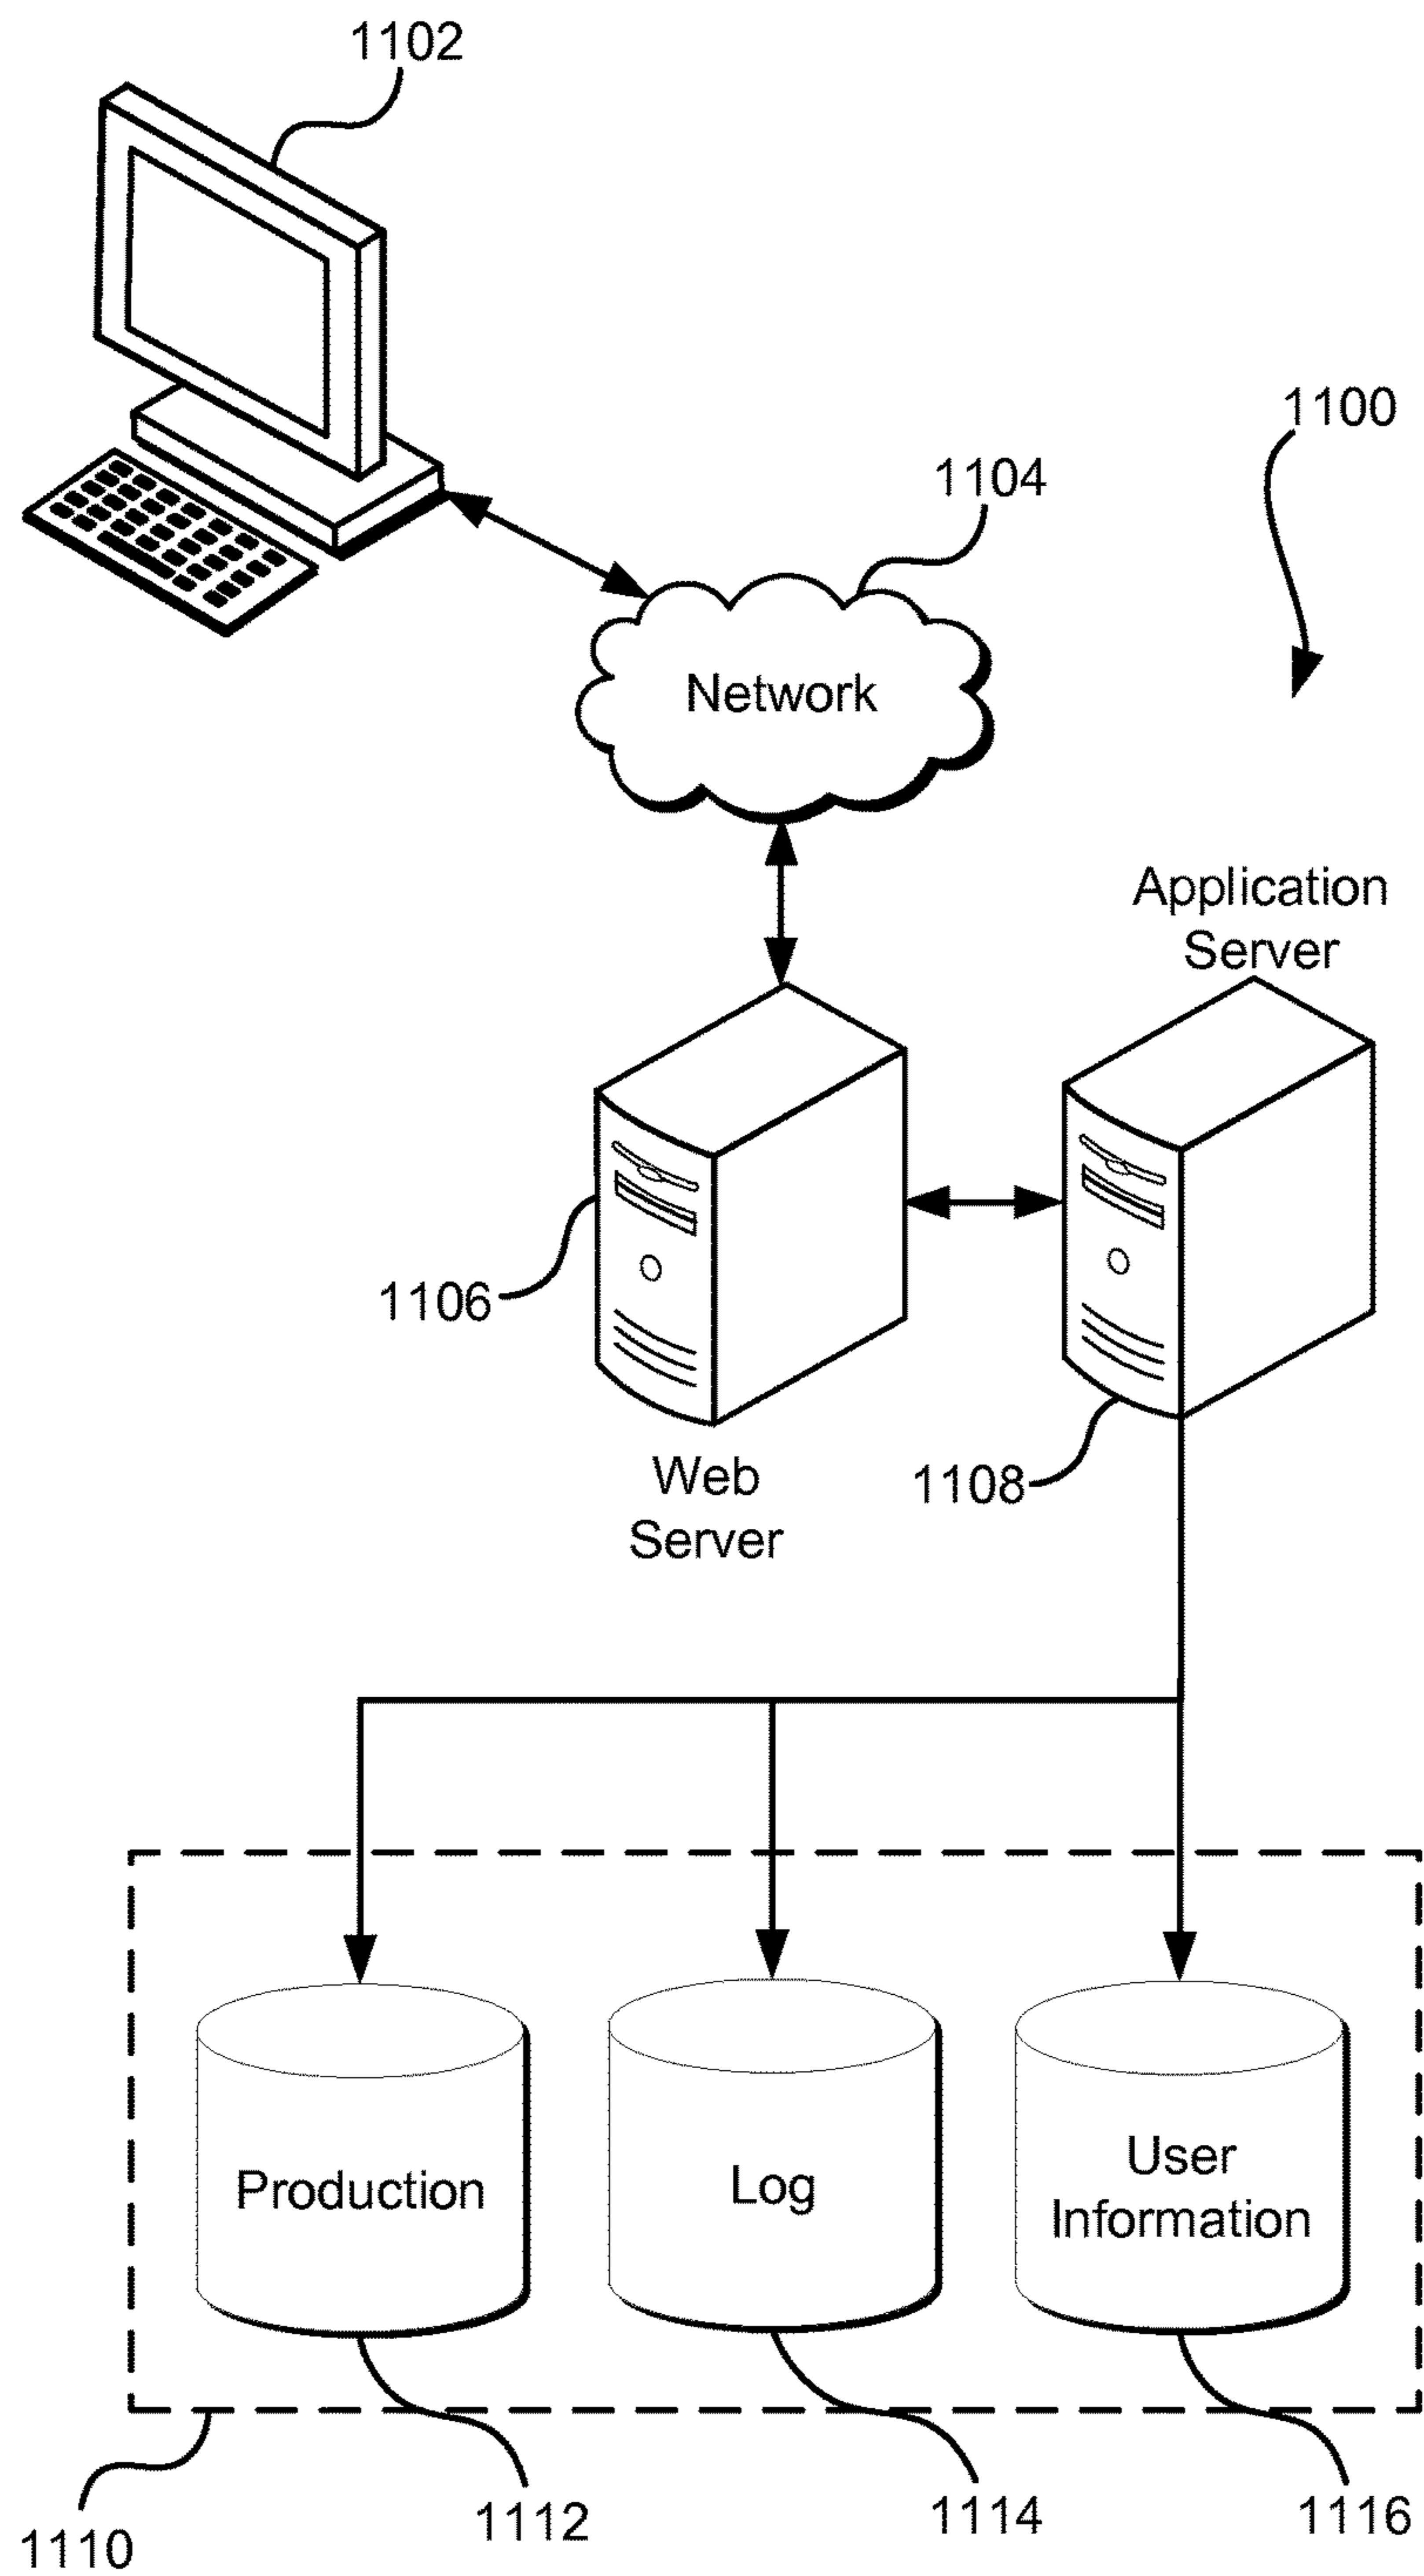 1102
1100
1104
Network
Application
Server
1106
Web
Server
1108
Production
Log
User
Information
1110
1112
1114
1116